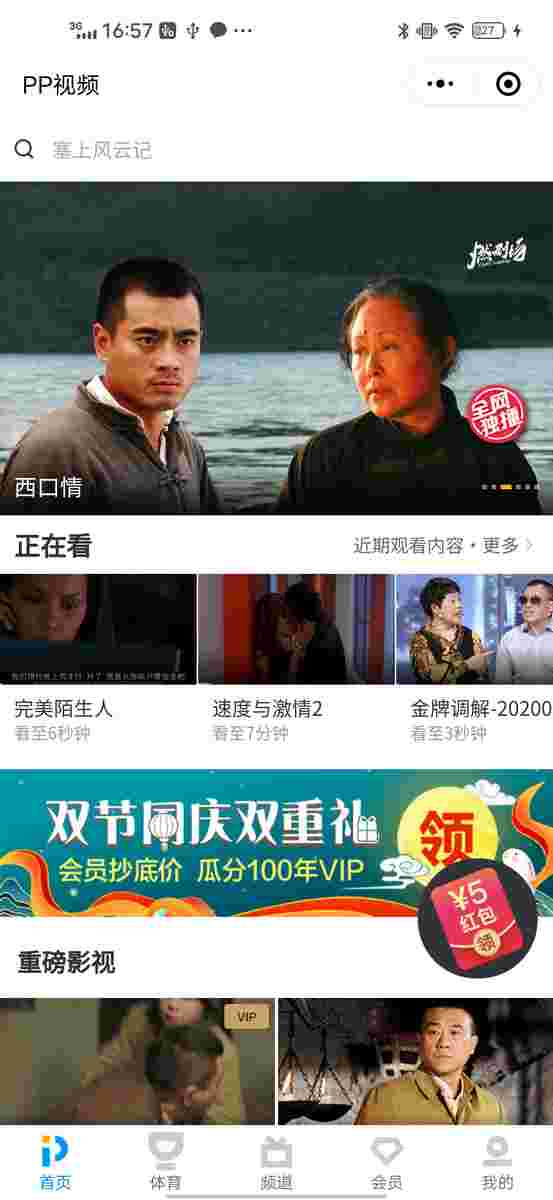 3G 16:57 27
PP视频
塞上风云记
燃剧场
全网
独播
西口情
正在看
近期观看内容·更多
完美陌生人
看至6秒钟
速度与激情2
看至7分钟
金牌调解-20200
看至3秒钟
双节同庆双重礼
会员抄底价 瓜分100年VIP
领
¥5
红包
领
重磅影视
VIP
首页
体育
频道
会员
我的